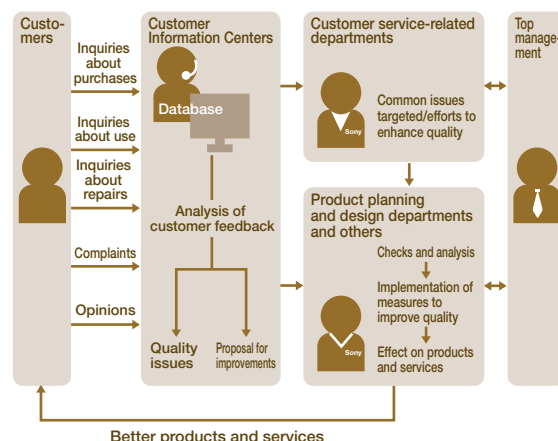 Custo-
mers
Inquiries
about
purchases
Inquiries
about use
Inquiries
about
repairs
Complaints
Opinions
Customer
Information Centers
Database
Analysis of
customer feedback
Quality
issues
Proposal for
improvements
Customer service-related
departments
Sony
Common issues
targeted/efforts to
enhance quality
Product planning
and design departments
and others
Checks and analysis
Implementation of
measures to
improve quality
Sony
Effect on products
and services
Top
manage-
ment
Better products and services